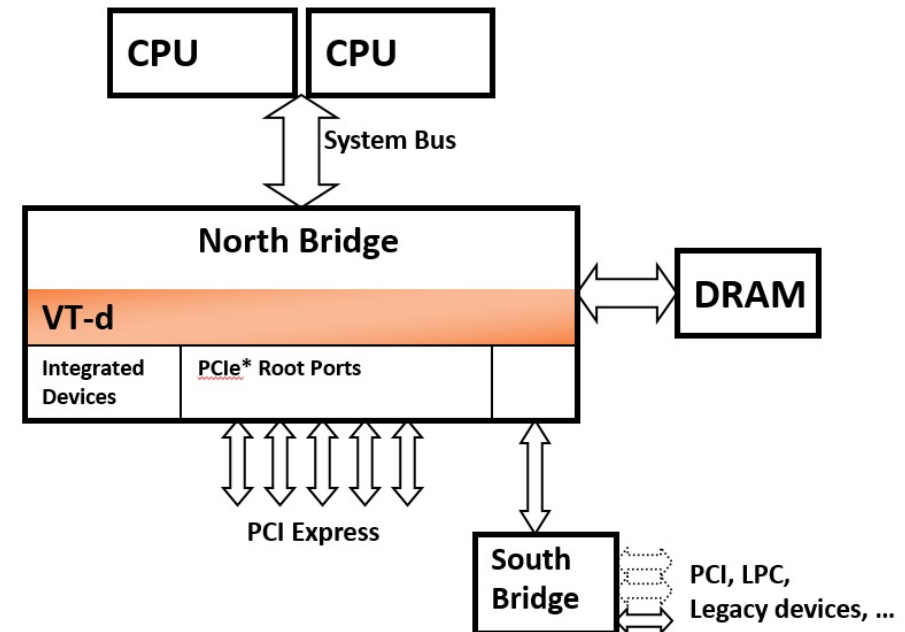 CPU
CPU
System Bus
North Bridge
DRAM
VT-d
Integrated
Devices
PCIe* Root Ports
PCI Express
South
Bridge
PCI, LPC,
Legacy devices, ...